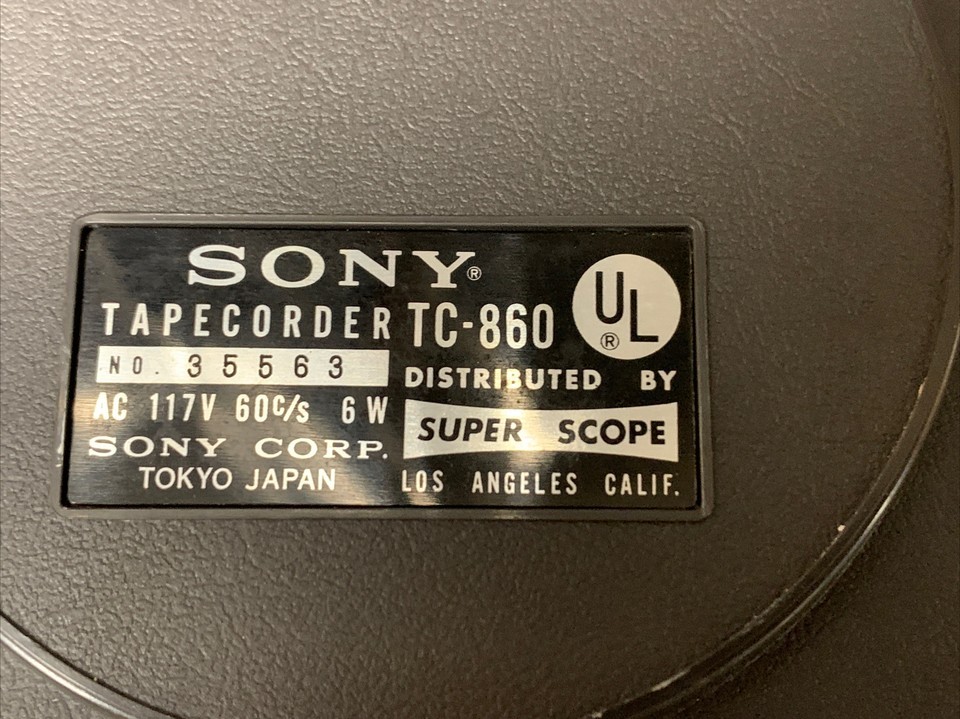 SONY®
TAPECORDER TC-860
UL®
NO. 35563
DISTRIBUTED BY
AC 117V 60c/s 6W
SUPER SCOPE
SONY CORP.
TOKYO JAPAN
LOS ANGELES CALIF.